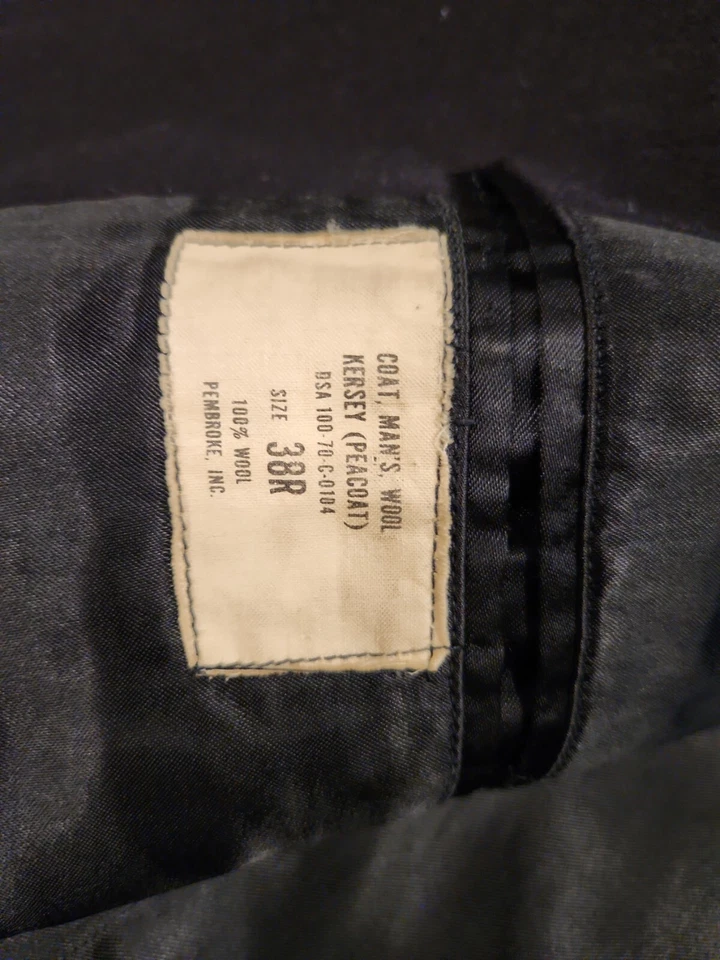 COAT, MAN'S, WOOL
KERSEY (PEACOAT)
DSA 100-70-C-0104
SIZE 38R
100% WOOL
PEMBROKE, INC.